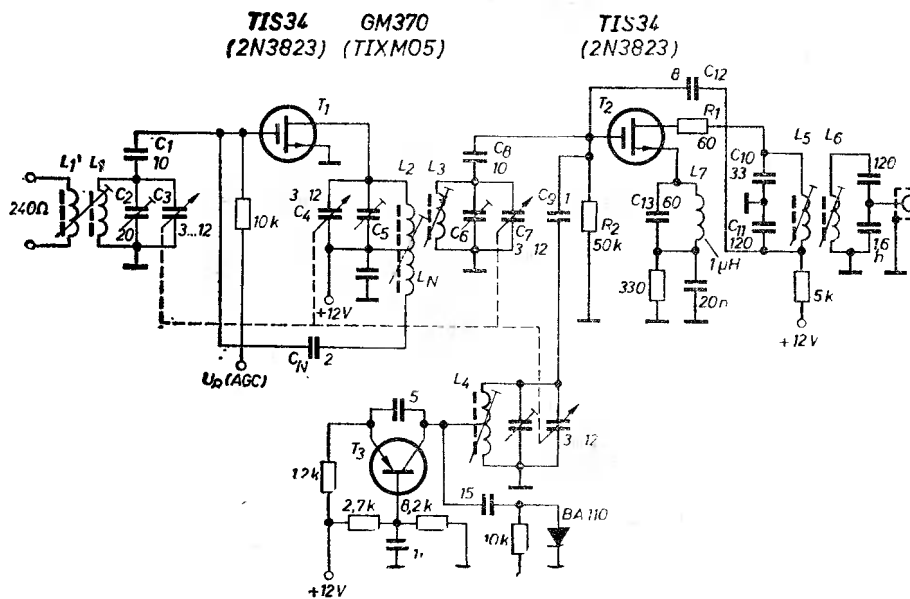 TIS34
(2N3823)
GM370
(TIXM05)
TIS34
(2N3823)
T1
T2
8
C12
R1
60
C1
10
L1'
L1
C2
C3
20
3...12
240Ω
10k
3 12
C4
C5
L2
L3
LN
+12V
C8
10
C6
C7
3 12
C9 1
R2
50k
C13
60
L7
1µH
330
20n
C10
33
C11
120
L5
L6
5k
+12V
120
1,6
n
CN
2
UR(AGC)
L4
5
T3
3 12
12k
2,7k
8,2k
1n
15
10k
BA110
+12V